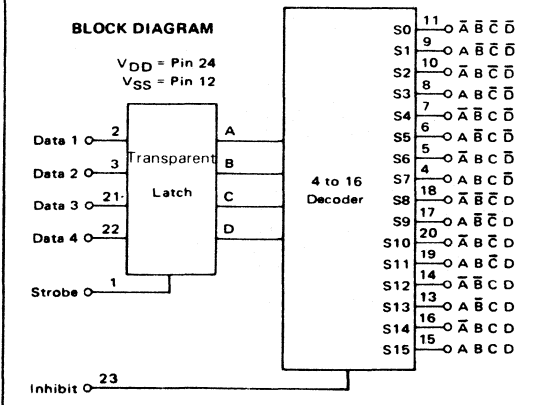 BLOCK DIAGRAM
VDD = Pin 24
VSS = Pin 12
Data 1 2
Data 2 3
Data 3 21
Data 4 22
Strobe 1
Inhibit 23
Transparent
Latch
A
B
C
D
4 to 16
Decoder
S0 11 A̅ B̅ C̅ D̅
S1 9 A B̅ C̅ D̅
S2 10 A̅ B C̅ D̅
S3 8 A B C̅ D̅
S4 7 A̅ B̅ C D̅
S5 6 A B̅ C D̅
S6 5 A̅ B C D̅
S7 4 A B C D̅
S8 18 A̅ B̅ C̅ D
S9 17 A B̅ C̅ D
S10 20 A̅ B C̅ D
S11 19 A B C̅ D
S12 14 A̅ B̅ C D
S13 13 A B̅ C D
S14 16 A̅ B C D
S15 15 A B C D